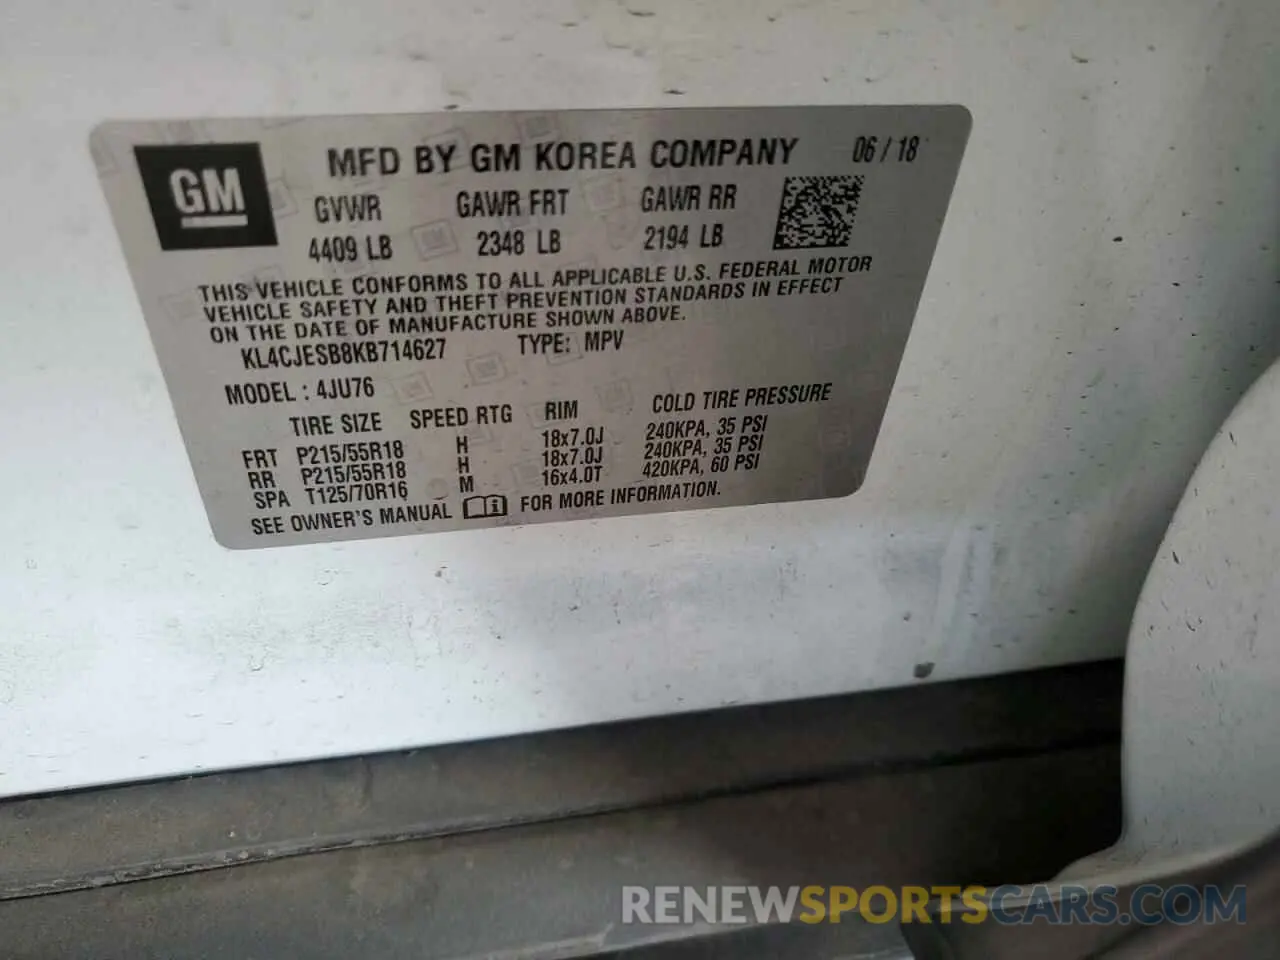 GM
MFD BY GM KOREA COMPANY 06 / 18
GVWR GAWR FRT GAWR RR
4409 LB 2348 LB 2194 LB
THIS VEHICLE CONFORMS TO ALL APPLICABLE U.S. FEDERAL MOTOR
VEHICLE SAFETY AND THEFT PREVENTION STANDARDS IN EFFECT
ON THE DATE OF MANUFACTURE SHOWN ABOVE.
KL4CJESB8KB714627 TYPE: MPV
MODEL : 4JU76
TIRE SIZE SPEED RTG RIM COLD TIRE PRESSURE
FRT P215/55R18 H 18x7.0J 240KPA, 35 PSI
RR P215/55R18 H 18x7.0J 240KPA, 35 PSI
SPA T125/70R16 M 16x4.0T 420KPA, 60 PSI
SEE OWNER'S MANUAL i FOR MORE INFORMATION.
RENEWSPORTSCARS.COM